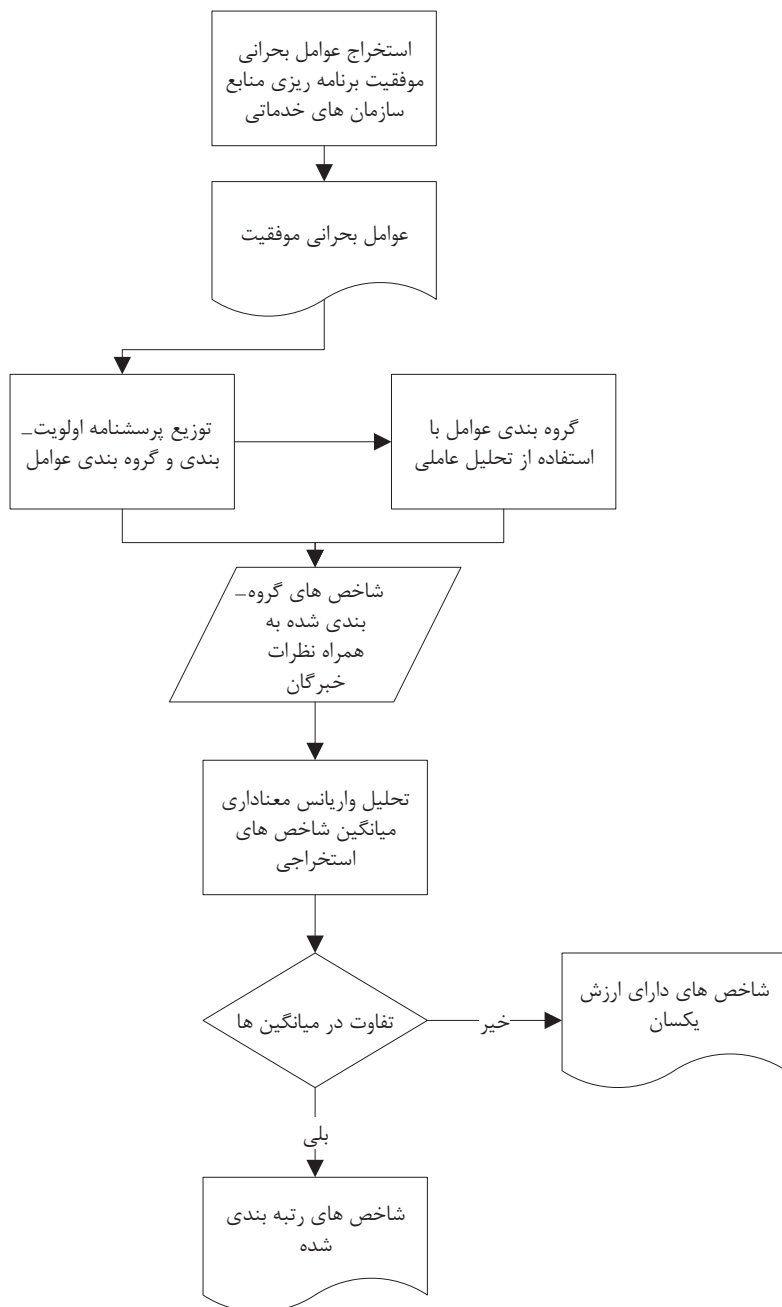 استخراج عوامل بحرانی
موفقیت برنامه ریزی منابع
سازمان های خدماتی
عوامل بحرانی موفقیت
توزیع پرسشنامه اولویت_
بندی و گروه بندی عوامل
گروه بندی عوامل با
استفاده از تحلیل عاملی
شاخص های گروه_
بندی شده به
همراه نظرات
خبرگان
تحلیل واریانس معناداری
میانگین شاخص های
استخراجی
تفاوت در میانگین ها
خیر
شاخص های دارای ارزش
یکسان
بلی
شاخص های رتبه بندی
شده